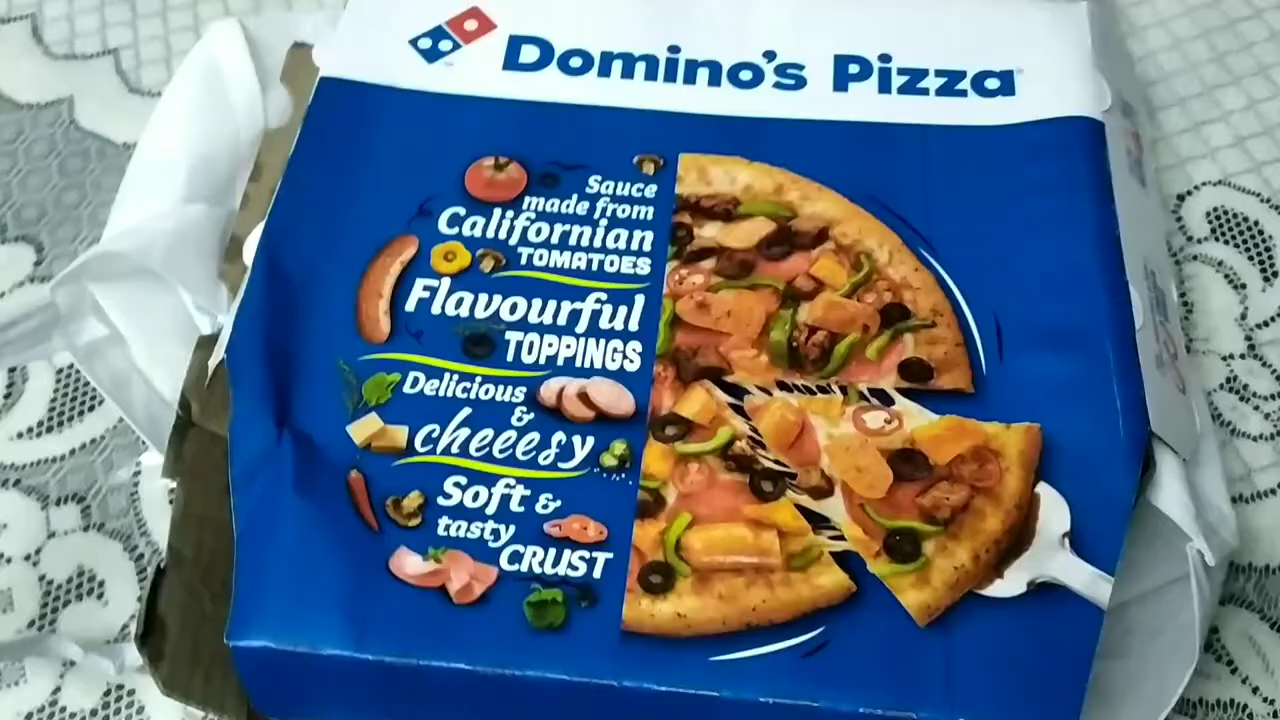 Domino's Pizza
Sauce
made from
Californian
TOMATOES
Flavourful
TOPPINGS
Delicious
&
cheeesy
Soft &
tasty
CRUST